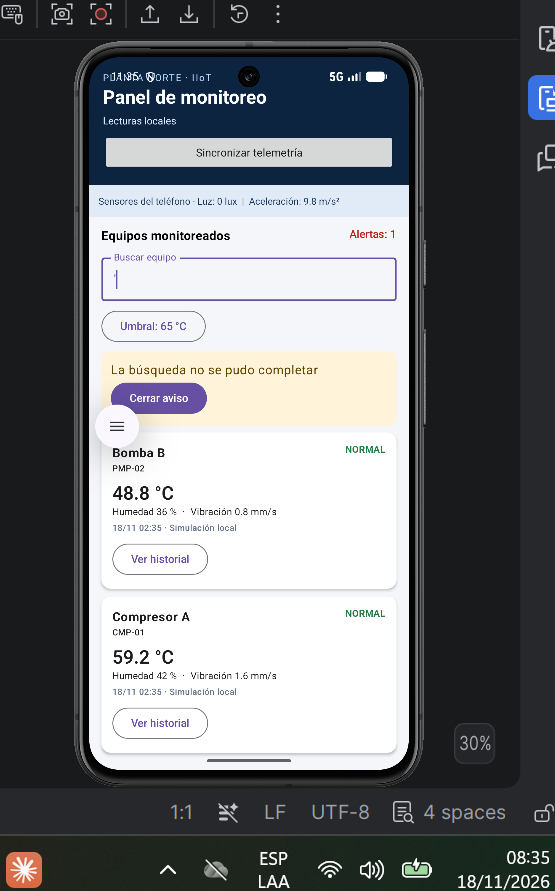 11:35
5G
PLANTA NORTE · IIoT
Panel de monitoreo
Lecturas locales
Sincronizar telemetría
Sensores del teléfono · Luz: 0 lux | Aceleración: 9.8 m/s²
Equipos monitoreados
Alertas: 1
Buscar equipo
'
Umbral: 65 °C
La búsqueda no se pudo completar
Cerrar aviso
Bomba B
NORMAL
PMP-02
48.8 °C
Humedad 36 % · Vibración 0.8 mm/s
18/11 02:35 · Simulación local
Ver historial
Compresor A
NORMAL
CMP-01
59.2 °C
Humedad 42 % · Vibración 1.6 mm/s
18/11 02:35 · Simulación local
Ver historial
30%
1:1 LF UTF-8 4 spaces
ESP
LAA
08:35
18/11/2026